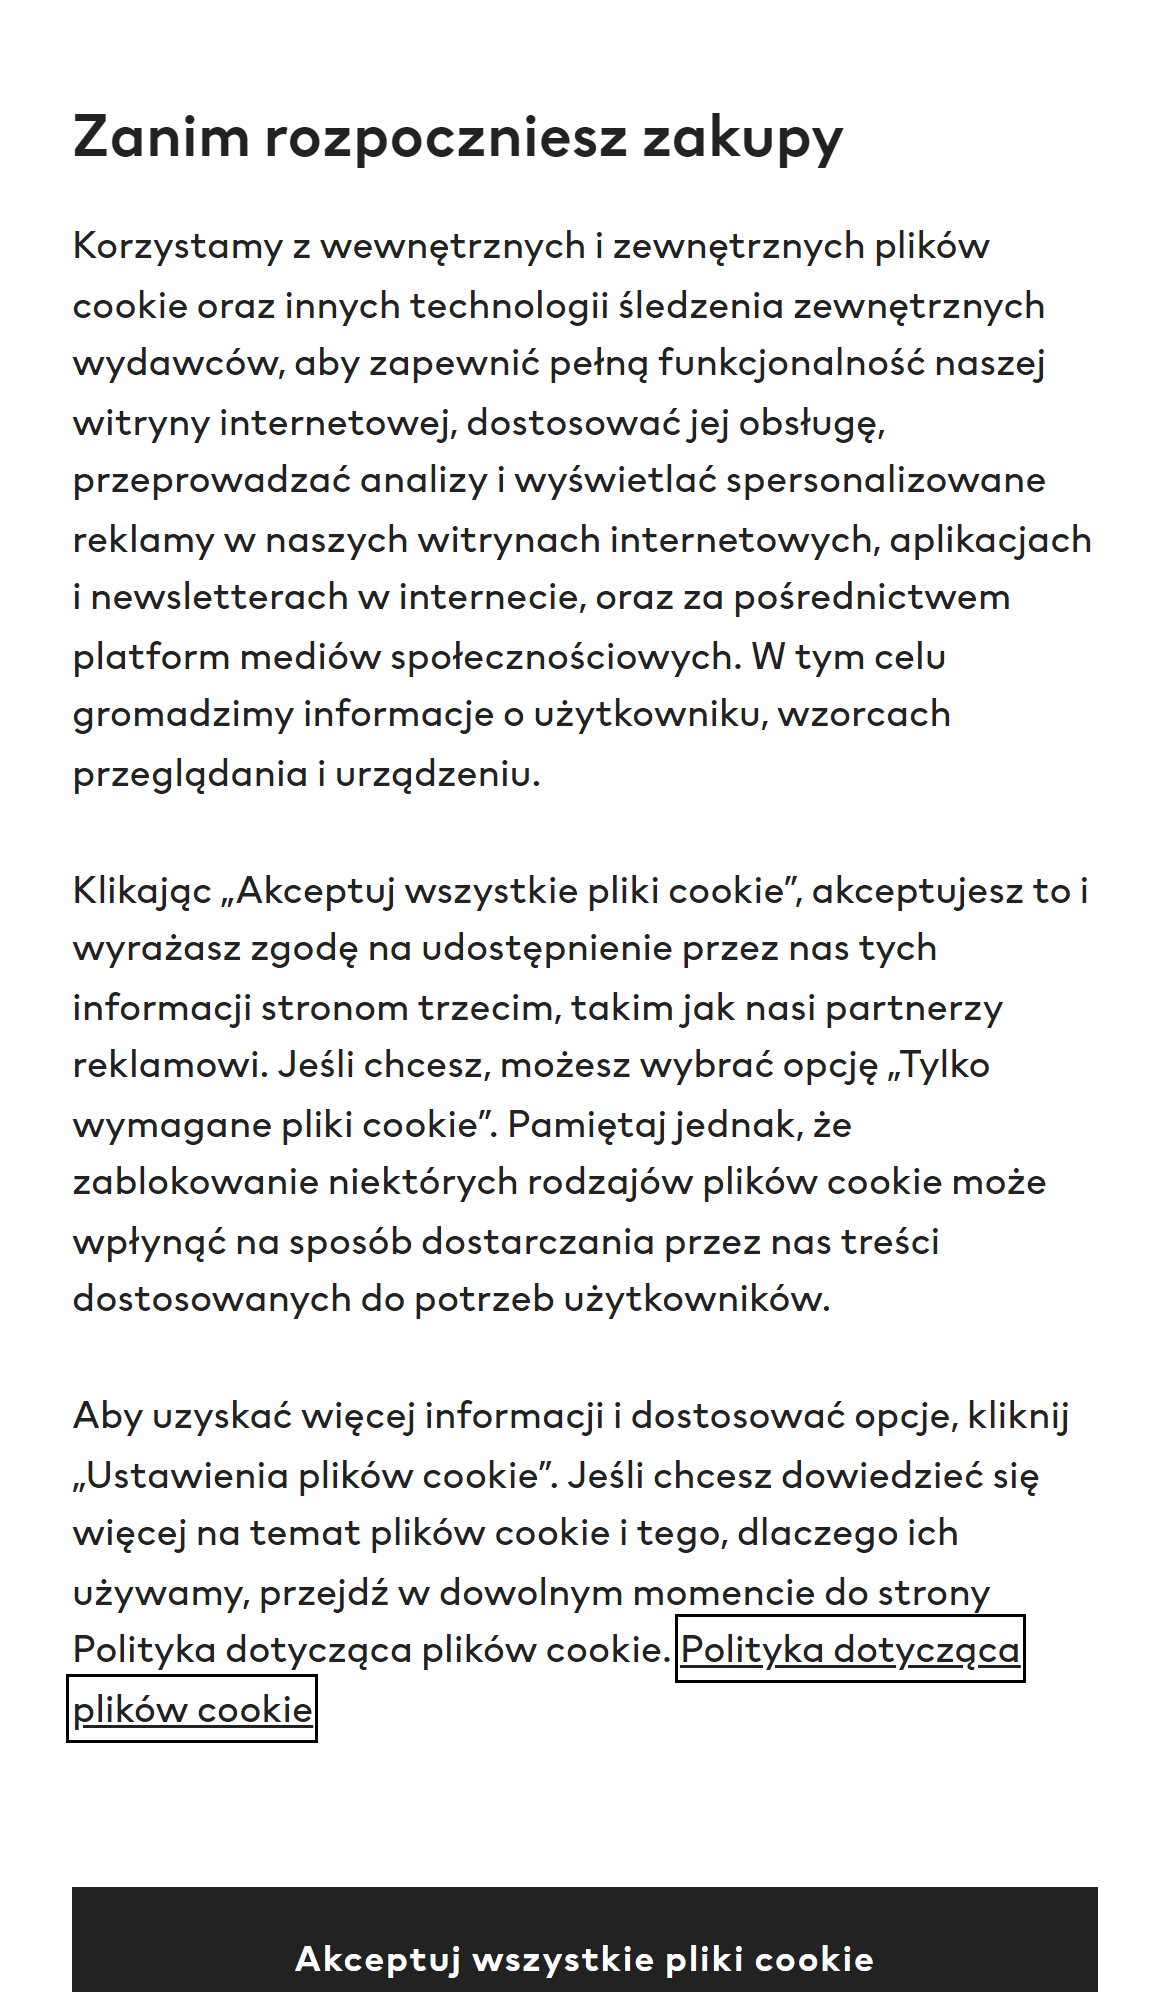 Zanim rozpoczniesz zakupy
Korzystamy z wewnętrznych i zewnętrznych plików
cookie oraz innych technologii śledzenia zewnętrznych
wydawców, aby zapewnić pełną funkcjonalność naszej
witryny internetowej, dostosować jej obsługę,
przeprowadzać analizy i wyświetlać spersonalizowane
reklamy w naszych witrynach internetowych, aplikacjach
i newsletterach w internecie, oraz za pośrednictwem
platform mediów społecznościowych. W tym celu
gromadzimy informacje o użytkowniku, wzorcach
przeglądania i urządzeniu.
Klikając „Akceptuj wszystkie pliki cookie”, akceptujesz to i
wyrażasz zgodę na udostępnienie przez nas tych
informacji stronom trzecim, takim jak nasi partnerzy
reklamowi. Jeśli chcesz, możesz wybrać opcję „Tylko
wymagane pliki cookie”. Pamiętaj jednak, że
zablokowanie niektórych rodzajów plików cookie może
wpłynąć na sposób dostarczania przez nas treści
dostosowanych do potrzeb użytkowników.
Aby uzyskać więcej informacji i dostosować opcje, kliknij
„Ustawienia plików cookie”. Jeśli chcesz dowiedzieć się
więcej na temat plików cookie i tego, dlaczego ich
używamy, przejdź w dowolnym momencie do strony
Polityka dotycząca plików cookie. Polityka dotycząca
plików cookie
Akceptuj wszystkie pliki cookie